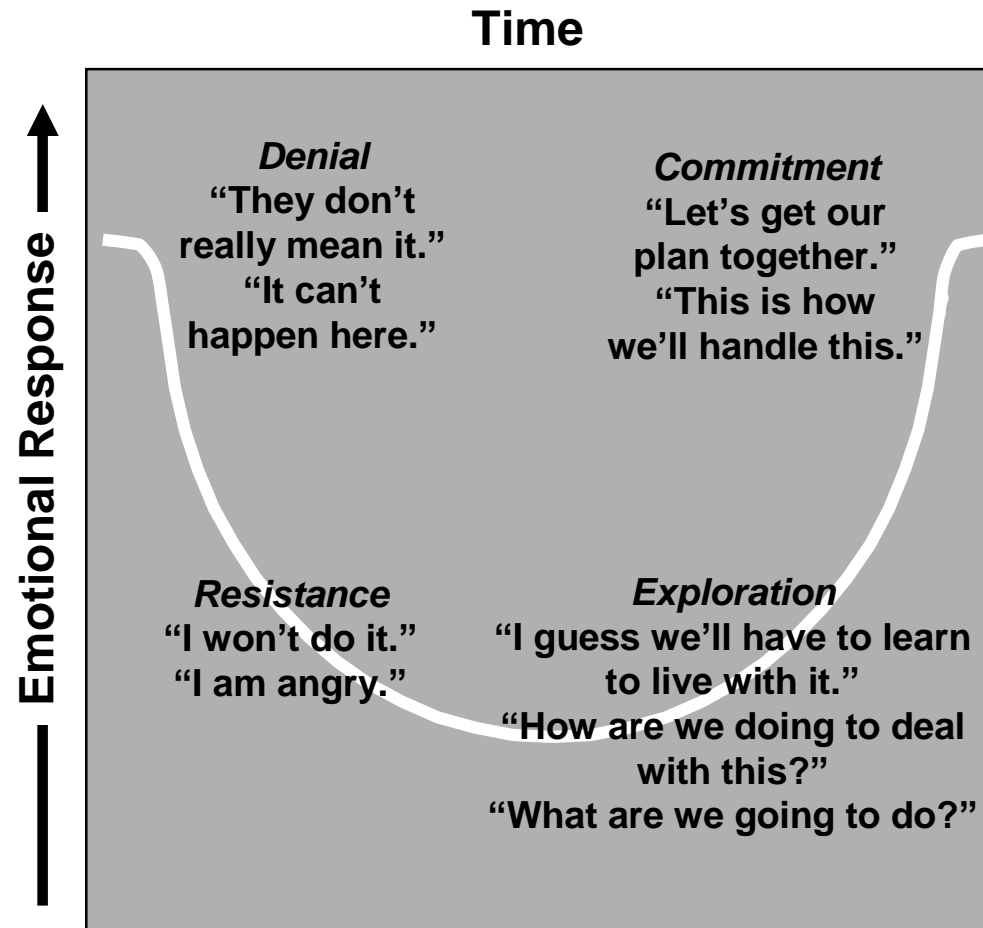 Time
Emotional Response
Denial
“They don’t
really mean it.”
“It can’t
happen here.”
Commitment
“Let’s get our
plan together.”
“This is how
we’ll handle this.”
Resistance
“I won’t do it.”
“I am angry.”
Exploration
“I guess we’ll have to learn
to live with it.”
“How are we doing to deal
with this?”
“What are we going to do?”